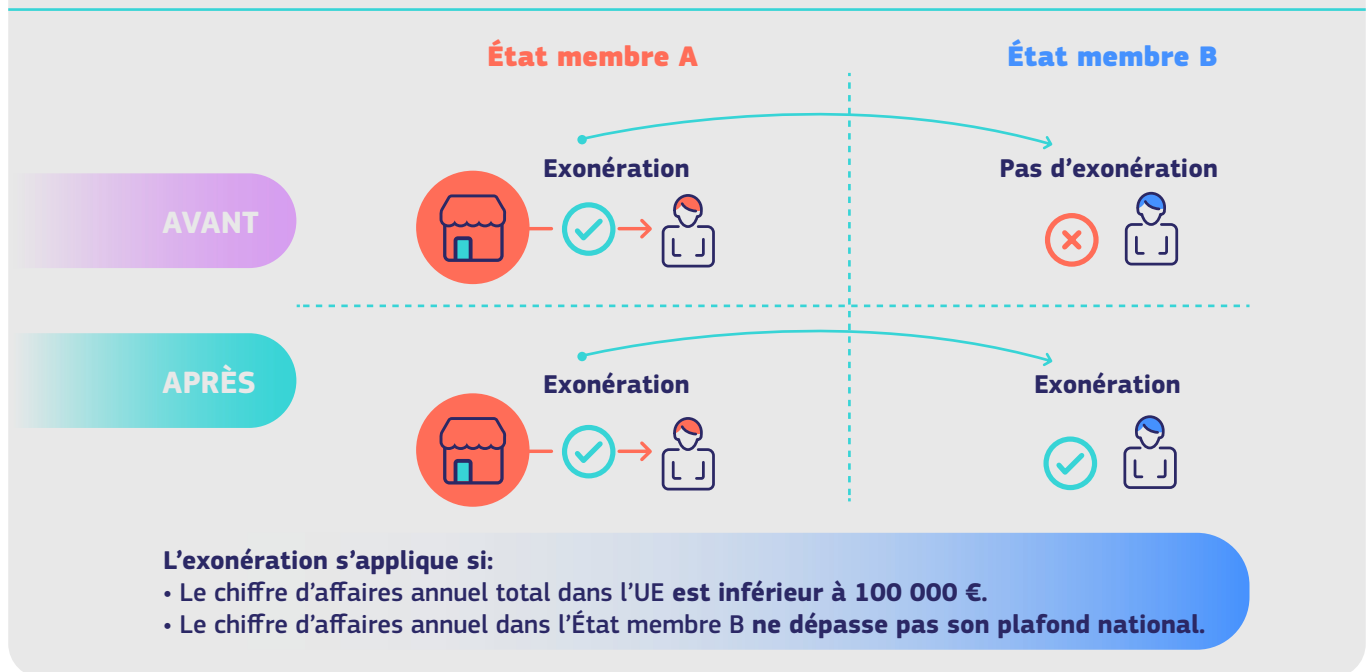 État membre A
État membre B
AVANT
Exonération
Pas d’exonération
APRÈS
Exonération
Exonération
L’exonération s’applique si:
• Le chiffre d’affaires annuel total dans l’UE est inférieur à 100 000 €.
• Le chiffre d’affaires annuel dans l’État membre B ne dépasse pas son plafond national.